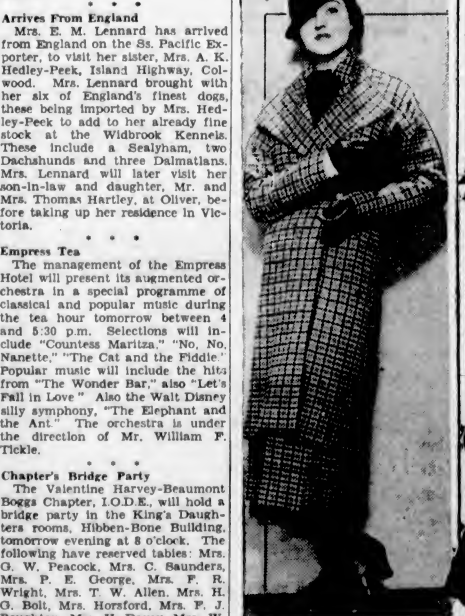 Arrives From England
Mrs. E. M. Lennard has arrived
from England on the Ss. Pacific Ex-
porter, to visit her sister, Mrs. A. K.
Hedley-Peek, Island Highway, Col-
wood. Mrs. Lennard brought with
her six of England's finest dogs,
these being imported by Mrs. Hed-
ley-Peek to add to her already fine
stock at the Widbrook Kennels.
These include a Sealyham, two
Dachshunds and three Dalmatians.
Mrs. Lennard will later visit her
son-in-law and daughter, Mr. and
Mrs. Thomas Hartley, at Oliver, be-
fore taking up her residence in Vic-
toria.
Empress Tea
The management of the Empress
Hotel will present its augmented or-
chestra in a special programme of
classical and popular music during
the tea hour tomorrow between 4
and 5:30 p.m. Selections will in-
clude "Countess Maritza," "No, No,
Nanette," "The Cat and the Fiddle."
Popular music will include the hits
from "The Wonder Bar," also "Let's
Fall in Love" Also the Walt Disney
silly symphony, "The Elephant and
the Ant." The orchestra is under
the direction of Mr. William F.
Tickle.
Chapter's Bridge Party
The Valentine Harvey-Beaumont
Boggs Chapter, I.O.D.E., will hold a
bridge party in the King's Daugh-
ters rooms, Hibben-Bone Building,
tomorrow evening at 8 o'clock. The
following have reserved tables: Mrs.
G. W. Peacock, Mrs. C. Saunders,
Mrs. P. E. George, Mrs. F. R.
Wright, Mrs. T. W. Allen, Mrs. H.
G. Bolt, Mrs. Horsford, Mrs. F. J.